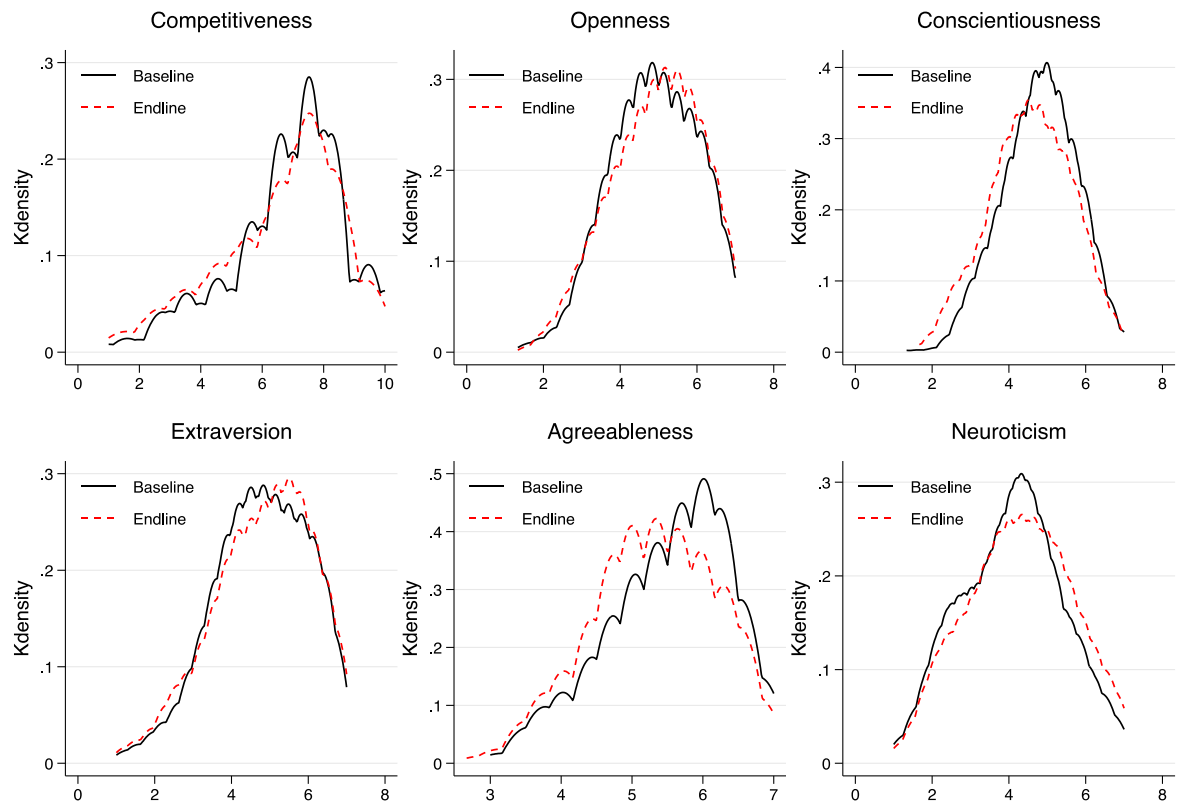 Competitiveness
Baseline
Endline
Kdensity
.3
.2
.1
0
0 2 4 6 8 10
Openness
Baseline
Endline
Kdensity
.3
.2
.1
0
0 2 4 6 8
Conscientiousness
Baseline
Endline
Kdensity
.4
.3
.2
.1
0
0 2 4 6 8
Extraversion
Baseline
Endline
Kdensity
.3
.2
.1
0
0 2 4 6 8
Agreeableness
Baseline
Endline
Kdensity
.5
.4
.3
.2
.1
0
3 4 5 6 7
Neuroticism
Baseline
Endline
Kdensity
.3
.2
.1
0
0 2 4 6 8